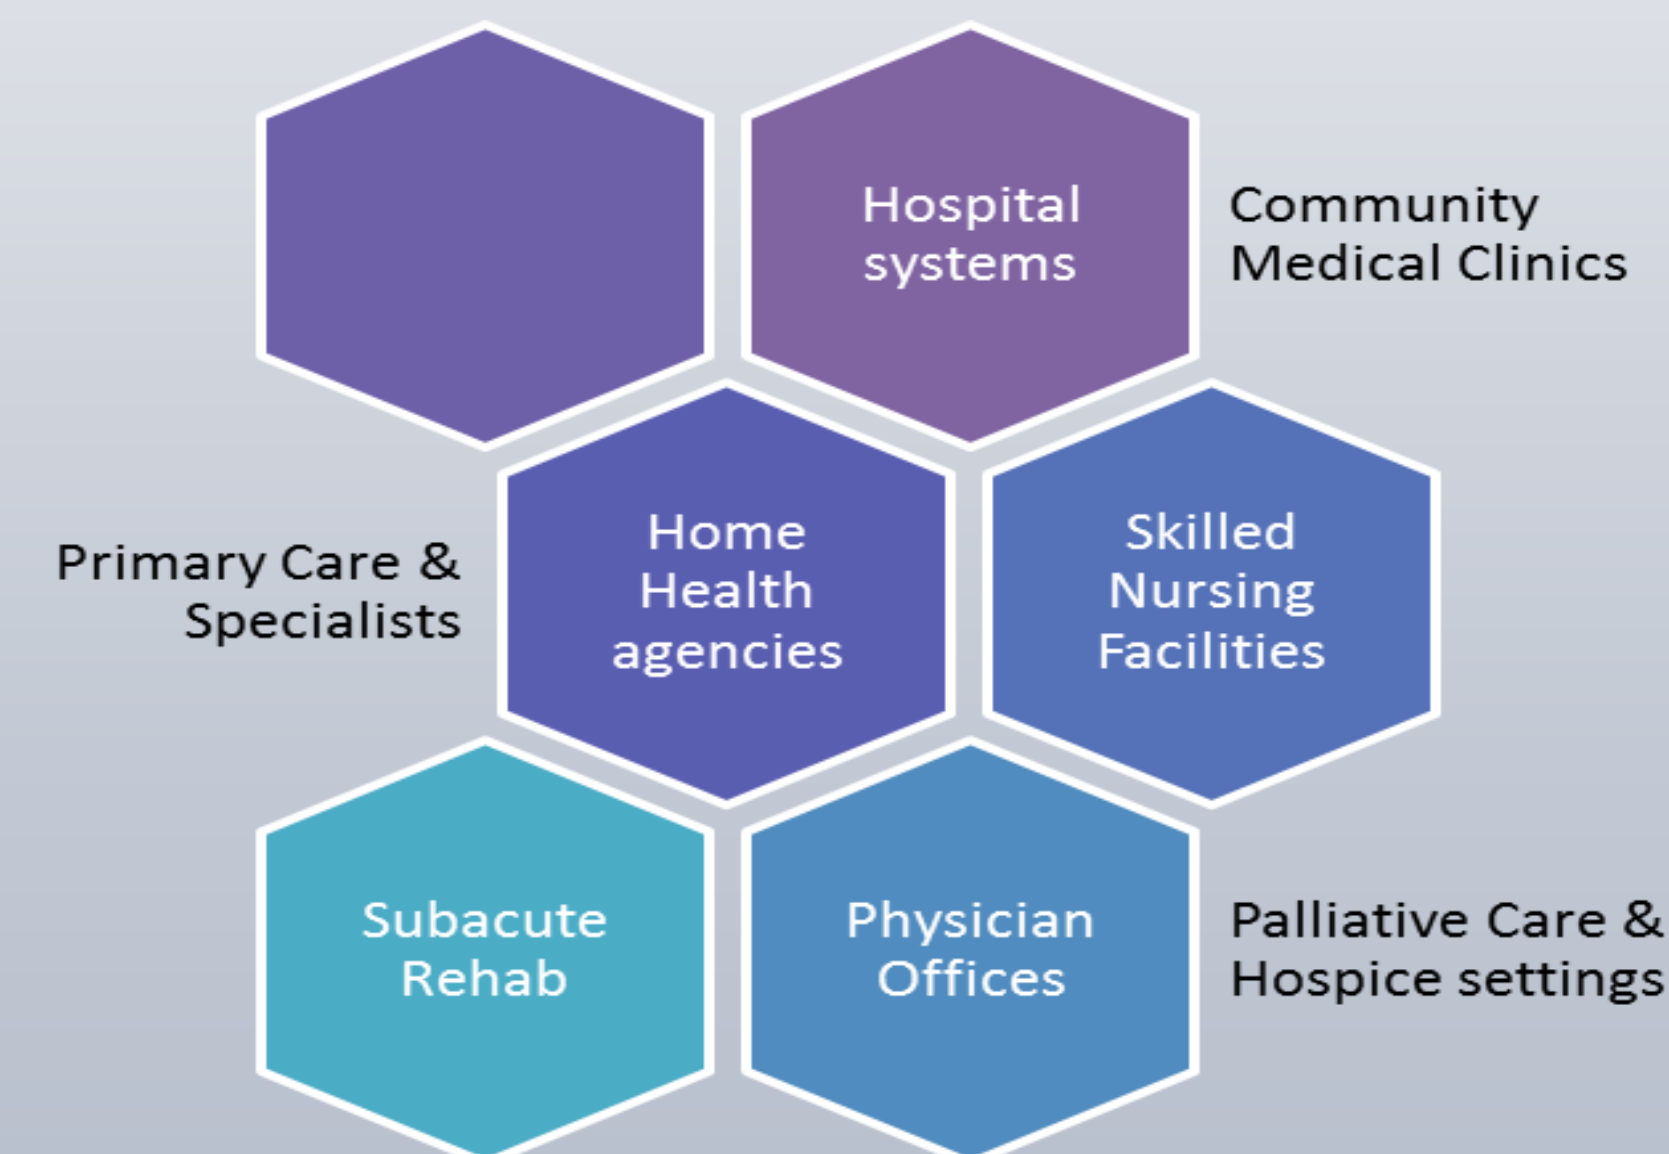 Hospital
systems
Community
Medical Clinics
Primary Care &
Specialists
Home
Health
agencies
Skilled
Nursing
Facilities
Subacute
Rehab
Physician
Offices
Palliative Care &
Hospice settings